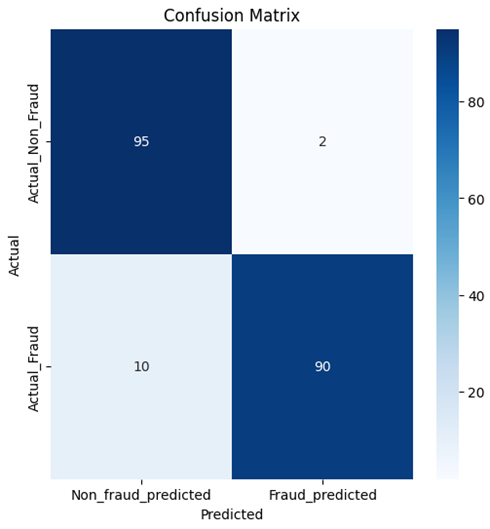 Confusion Matrix
Actual_Non_Fraud
Actual_Fraud
Actual
95
2
10
90
80
60
40
20
Non_fraud_predicted
Fraud_predicted
Predicted